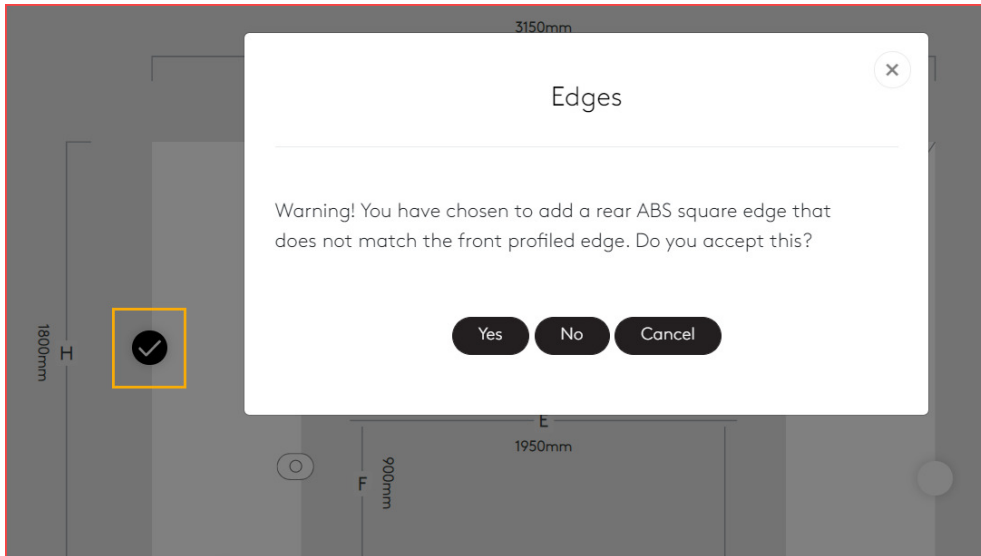 3150mm
Edges
Warning! You have chosen to add a rear ABS square edge that
does not match the front profiled edge. Do you accept this?
Yes No Cancel
1800mm
H
E
1950mm
F
900mm